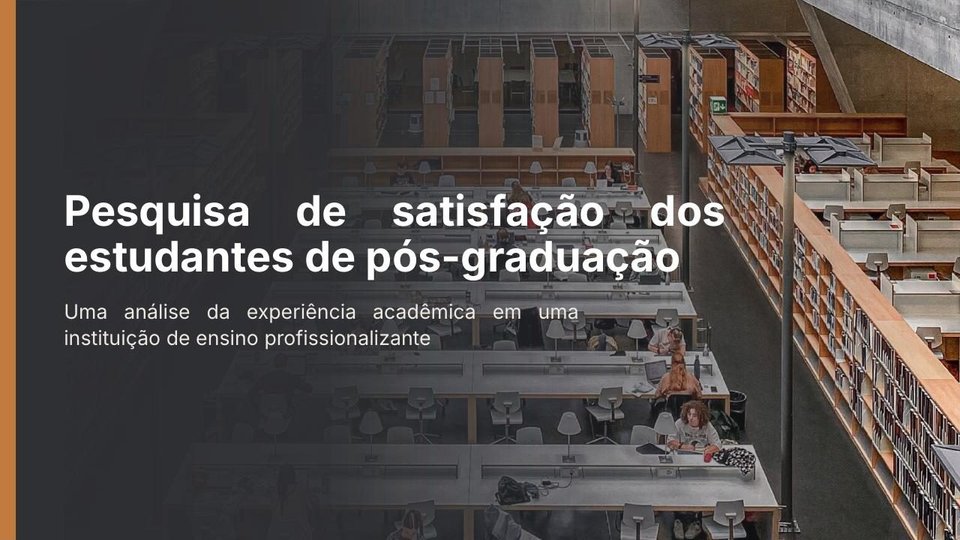 Pesquisa de satisfação dos
estudantes de pós-graduação
Uma análise da experiência acadêmica em uma
instituição de ensino profissionalizante